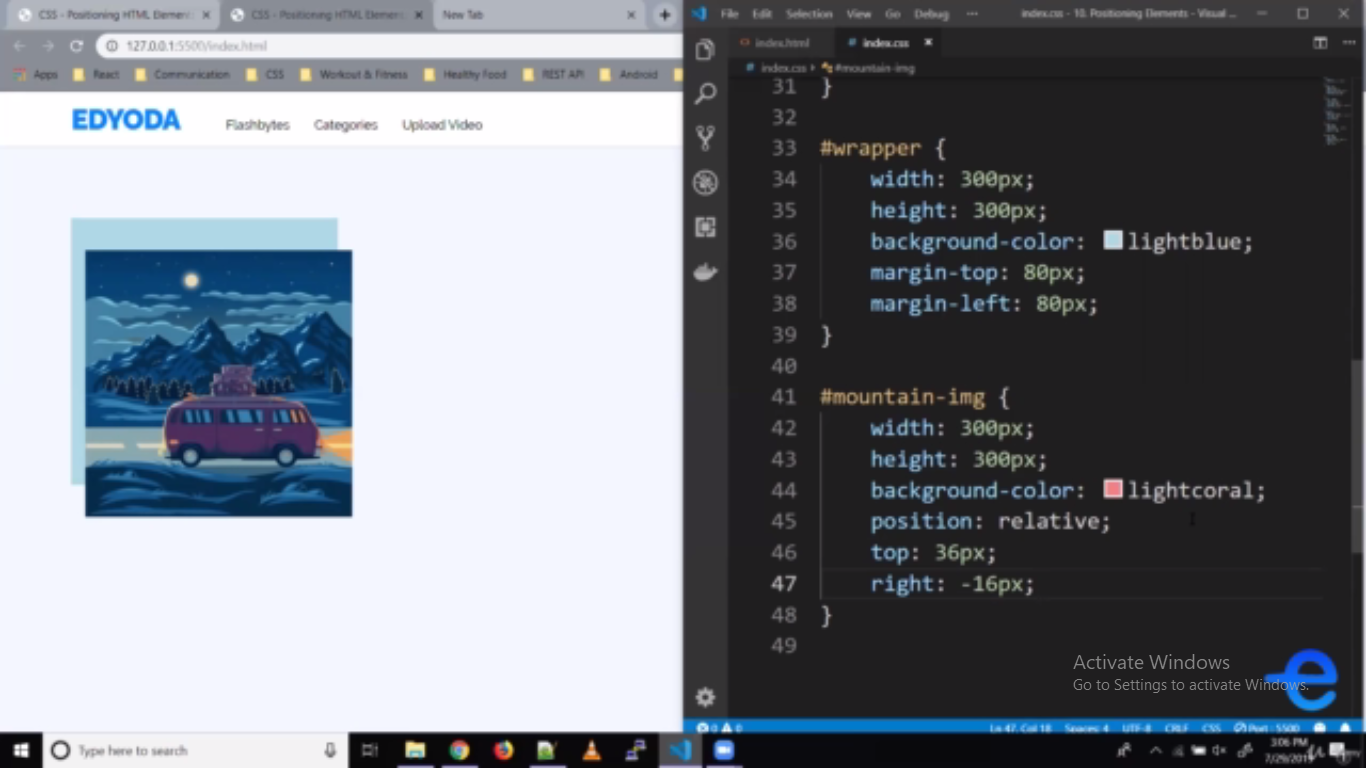 CSS - Positioning HTML Element
CSS - Positioning HTML Element
New Tab
127.0.0.1:5500/index.html
Apps React Communication CSS Workout & Fitness Healthy Food REST API Android
EDYODA
Flashbytes Categories Upload Video
File Edit Selection View Go Debug ··· index.css - 10. Positioning Elements - Visual ...
index.html index.css
index.css #mountain-img
31 }
32
33 #wrapper {
34 width: 300px;
35 height: 300px;
36 background-color: lightblue;
37 margin-top: 80px;
38 margin-left: 80px;
39 }
40
41 #mountain-img {
42 width: 300px;
43 height: 300px;
44 background-color: lightcoral;
45 position: relative;
46 top: 36px;
47 right: -16px;
48 }
49
Activate Windows
Go to Settings to activate Windows.
0 0 Ln 47, Col 18 Spaces: 4 UTF-8 CRLF CSS Port : 5500
Type here to search
3:06 PM